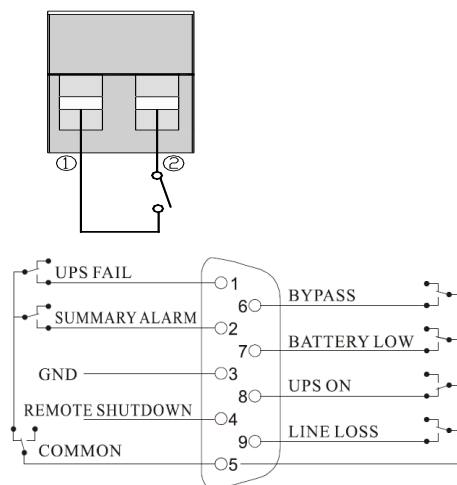 ① ②
UPS FAIL
1
6 BYPASS
SUMMARY ALARM
2
7 BATTERY LOW
GND
3
8 UPS ON
REMOTE SHUTDOWN
4
9 LINE LOSS
COMMON
5